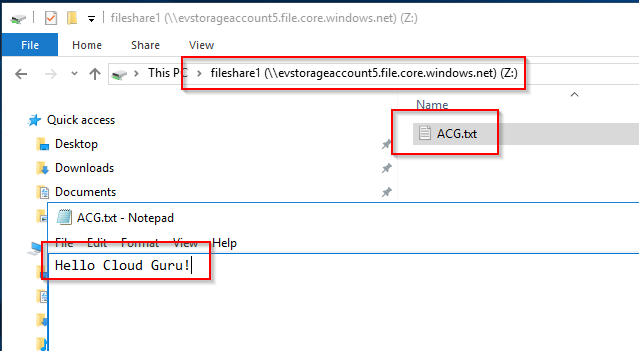 fileshare1 (\\evstorageaccount5.file.core.windows.net) (Z:)
File Home Share View
This PC fileshare1 (\\evstorageaccount5.file.core.windows.net) (Z:)
Name
Quick access
ACG.txt
Desktop
Downloads
Documents
ACG.txt - Notepad
File Edit Format View Help
Hello Cloud Guru!